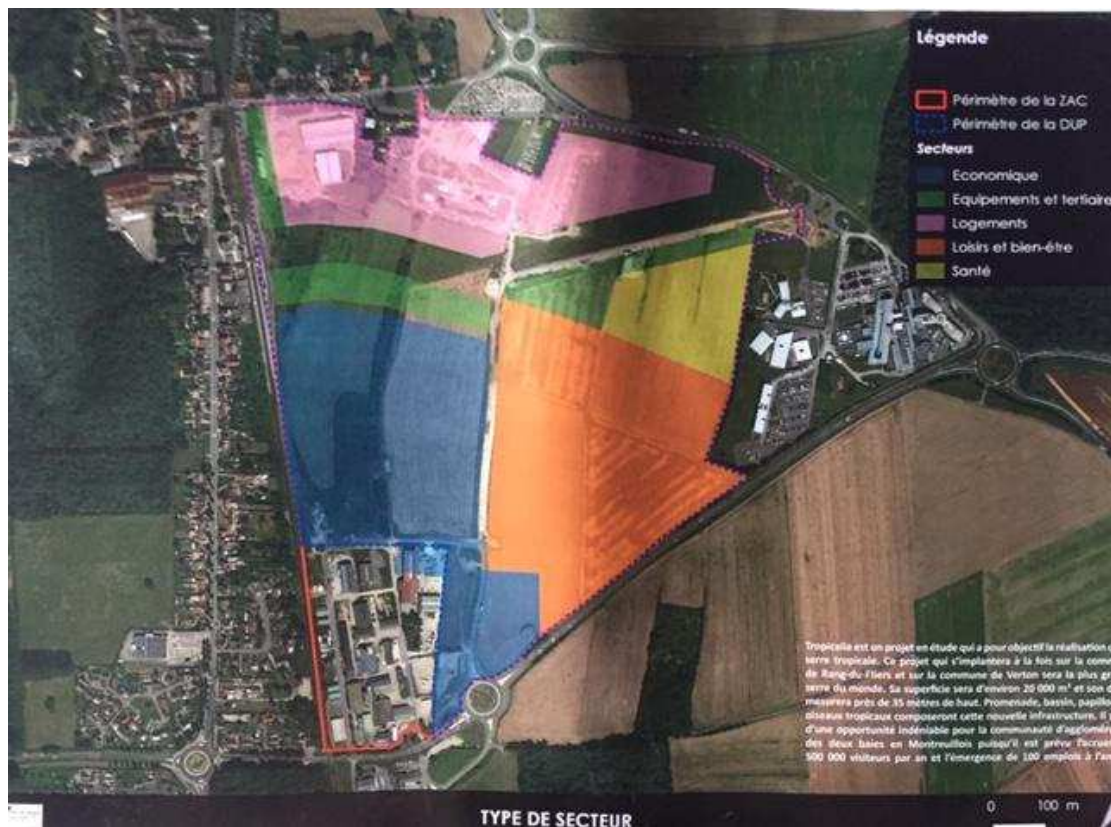 Légende
Périmètre de la ZAC
Périmètre de la DUP
Secteurs
Economique
Equipements et tertiaire
Logements
Loisirs et bien-être
Santé
Tropicalia est un projet en étude qui a pour objectif la réalisation
serre tropicale. Ce projet qui s'implantera à la fois sur la
de Rang-du Fliers et sur la commune de Verton sera la plus
serre du monde. Sa superficie sera d'environ 20 000 m² et son
mesurera près de 35 mètres de haut. Promenade, bassin,
oiseaux tropicaux composeront cette nouvelle infrastructure. Il
d'une opportunité indéniable pour la communauté
des deux baies en Montreuillois puisqu'il est prévu
500 000 visiteurs par an et l'émergence de 100 emplois à
TYPE DE SECTEUR
0 100 m